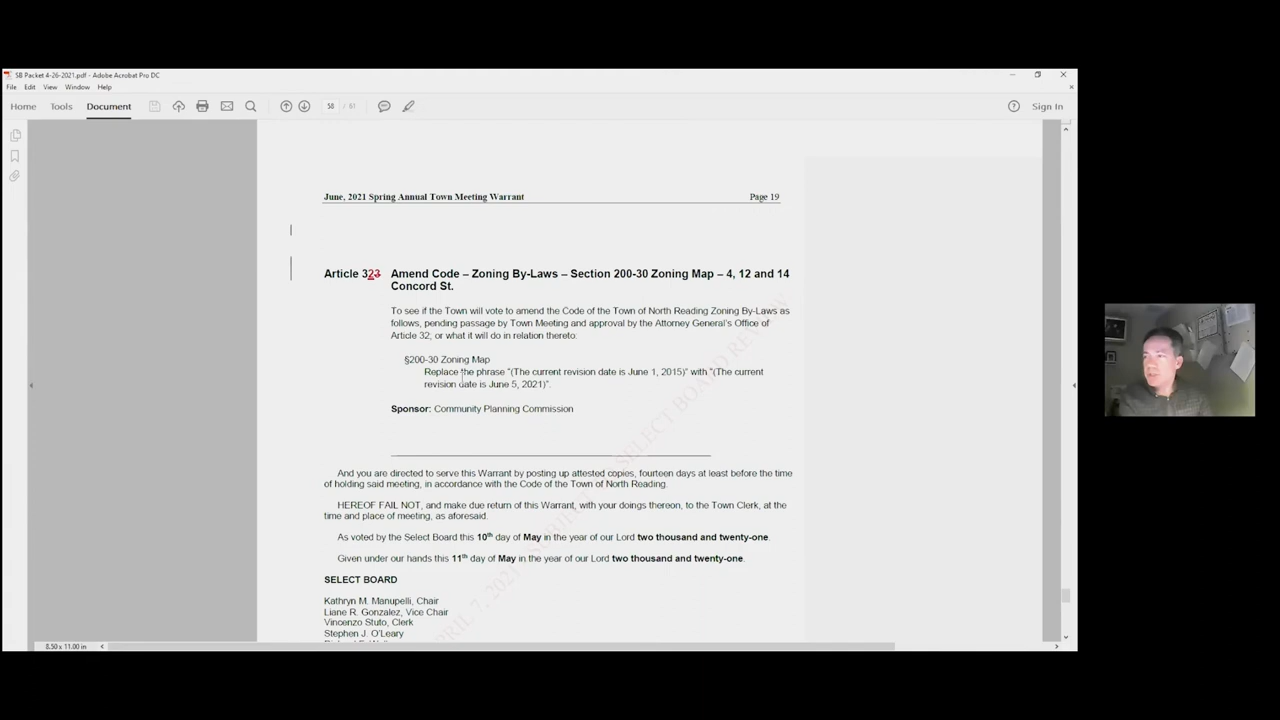 SB Packet 4-26-2021.pdf - Adobe Acrobat Pro DC
File Edit View Window Help
Home Tools Document 58 / 61 Sign In
June, 2021 Spring Annual Town Meeting Warrant Page 19
Article 323 Amend Code – Zoning By-Laws – Section 200-30 Zoning Map – 4, 12 and 14
Concord St.
To see if the Town will vote to amend the Code of the Town of North Reading Zoning By-Laws as
follows, pending passage by Town Meeting and approval by the Attorney General's Office of
Article 32, or what it will do in relation thereto:
§200-30 Zoning Map
Replace the phrase "(The current revision date is June 1, 2015)" with "(The current
revision date is June 5, 2021)".
Sponsor: Community Planning Commission
And you are directed to serve this Warrant by posting up attested copies, fourteen days at least before the time
of holding said meeting, in accordance with the Code of the Town of North Reading.
HEREOF FAIL NOT, and make due return of this Warrant, with your doings thereon, to the Town Clerk, at the
time and place of meeting, as aforesaid.
As voted by the Select Board this 10th day of May in the year of our Lord two thousand and twenty-one.
Given under our hands this 11th day of May in the year of our Lord two thousand and twenty-one.
SELECT BOARD
Kathryn M. Manupelli, Chair
Liane R. Gonzalez, Vice Chair
Vincenzo Stuto, Clerk
Stephen J. O'Leary
8.50 x 11.00 in